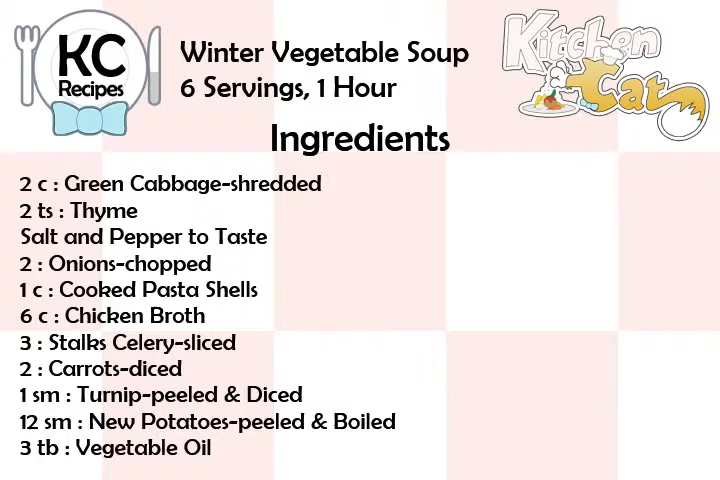 KC
Recipes
Winter Vegetable Soup
6 Servings, 1 Hour
Kitchen
Cat
Ingredients
2 c : Green Cabbage-shredded
2 ts : Thyme
Salt and Pepper to Taste
2 : Onions-chopped
1 c : Cooked Pasta Shells
6 c : Chicken Broth
3 : Stalks Celery-sliced
2 : Carrots-diced
1 sm : Turnip-peeled & Diced
12 sm : New Potatoes-peeled & Boiled
3 tb : Vegetable Oil